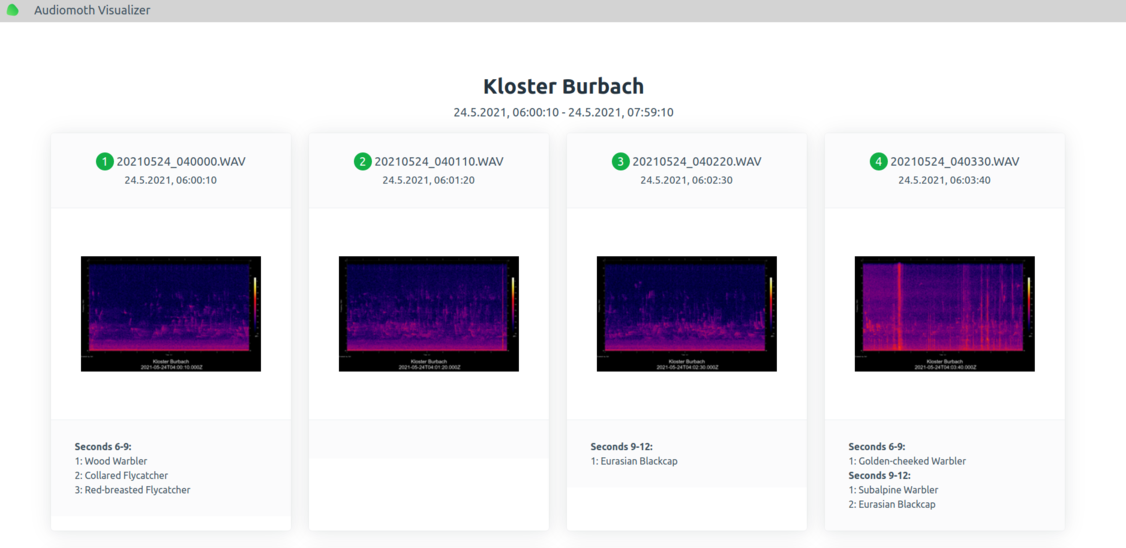 Audiomoth Visualizer
Kloster Burbach
24.5.2021, 06:00:10 - 24.5.2021, 07:59:10
1 20210524_040000.WAV
24.5.2021, 06:00:10
Kloster Burbach
2021-05-24T04:00:10.000Z
Seconds 6-9:
1: Wood Warbler
2: Collared Flycatcher
3: Red-breasted Flycatcher
2 20210524_040110.WAV
24.5.2021, 06:01:20
Kloster Burbach
2021-05-24T04:01:20.000Z
3 20210524_040220.WAV
24.5.2021, 06:02:30
Kloster Burbach
2021-05-24T04:02:30.000Z
Seconds 9-12:
1: Eurasian Blackcap
4 20210524_040330.WAV
24.5.2021, 06:03:40
Kloster Burbach
2021-05-24T04:03:40.000Z
Seconds 6-9:
1: Golden-cheeked Warbler
Seconds 9-12:
1: Subalpine Warbler
2: Eurasian Blackcap